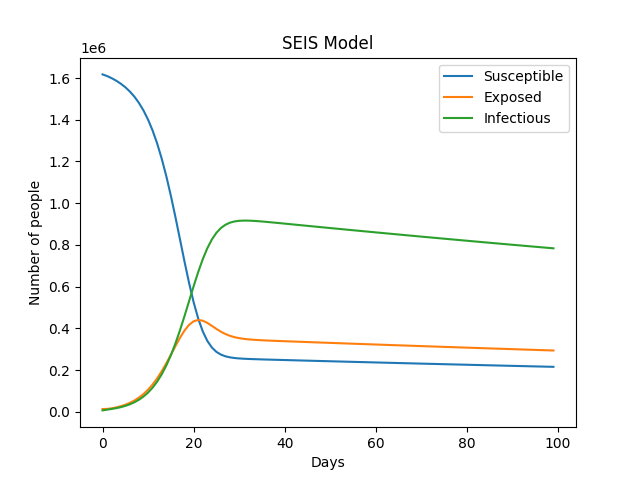 SEIS Model
1e6
Number of people
1.6
1.4
1.2
1.0
0.8
0.6
0.4
0.2
0.0
Susceptible
Exposed
Infectious
0
20
40
60
80
100
Days